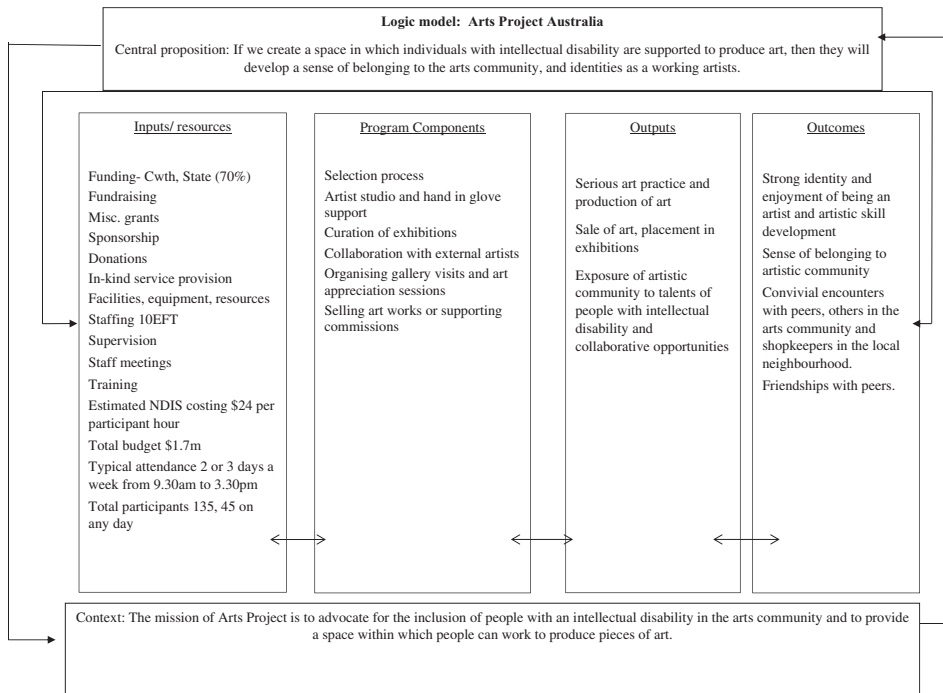 Logic model: Arts Project Australia
Central proposition: If we create a space in which individuals with intellectual disability are supported to produce art, then they will
develop a sense of belonging to the arts community, and identities as a working artists.
Inputs/ resources
Funding- Cwth, State (70%)
Fundraising
Misc. grants
Sponsorship
Donations
In-kind service provision
Facilities, equipment, resources
Staffing 10EFT
Supervision
Staff meetings
Training
Estimated NDIS costing $24 per
participant hour
Total budget $1.7m
Typical attendance 2 or 3 days a
week from 9.30am to 3.30pm
Total participants 135, 45 on
any day
Program Components
Selection process
Artist studio and hand in glove
support
Curation of exhibitions
Collaboration with external artists
Organising gallery visits and art
appreciation sessions
Selling art works or supporting
commissions
Outputs
Serious art practice and
production of art
Sale of art, placement in
exhibitions
Exposure of artistic
community to talents of
people with intellectual
disability and
collaborative opportunities
Outcomes
Strong identity and
enjoyment of being an
artist and artistic skill
development
Sense of belonging to
artistic community
Convivial encounters
with peers, others in the
arts community and
shopkeepers in the local
neighbourhood.
Friendships with peers.
Context: The mission of Arts Project is to advocate for the inclusion of people with an intellectual disability in the arts community and to provide
a space within which people can work to produce pieces of art.